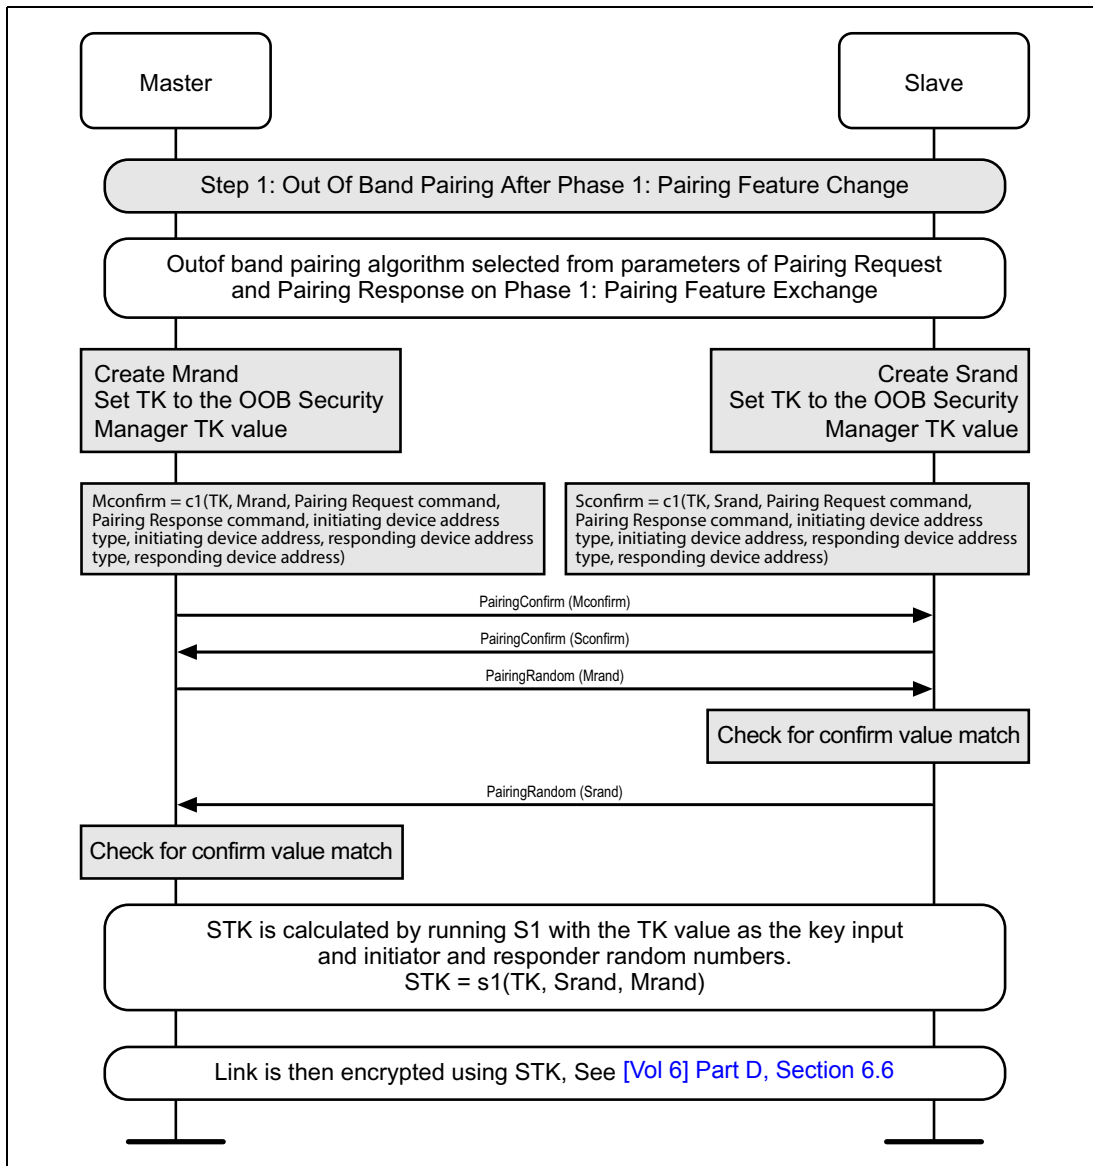 Master
Slave
Step 1: Out Of Band Pairing After Phase 1: Pairing Feature Change
Outof band pairing algorithm selected from parameters of Pairing Request
and Pairing Response on Phase 1: Pairing Feature Exchange
Create Mrand
Set TK to the OOB Security
Manager TK value
Create Srand
Set TK to the OOB Security
Manager TK value
Mconfirm = c1(TK, Mrand, Pairing Request command,
Pairing Response command, initiating device address
type, initiating device address, responding device address
type, responding device address)
Sconfirm = c1(TK, Srand, Pairing Request command,
Pairing Response command, initiating device address
type, initiating device address, responding device address
type, responding device address)
PairingConfirm (Mconfirm)
PairingConfirm (Sconfirm)
PairingRandom (Mrand)
Check for confirm value match
PairingRandom (Srand)
Check for confirm value match
STK is calculated by running S1 with the TK value as the key input
and initiator and responder random numbers.
STK = s1(TK, Srand, Mrand)
Link is then encrypted using STK, See [Vol 6] Part D, Section 6.6